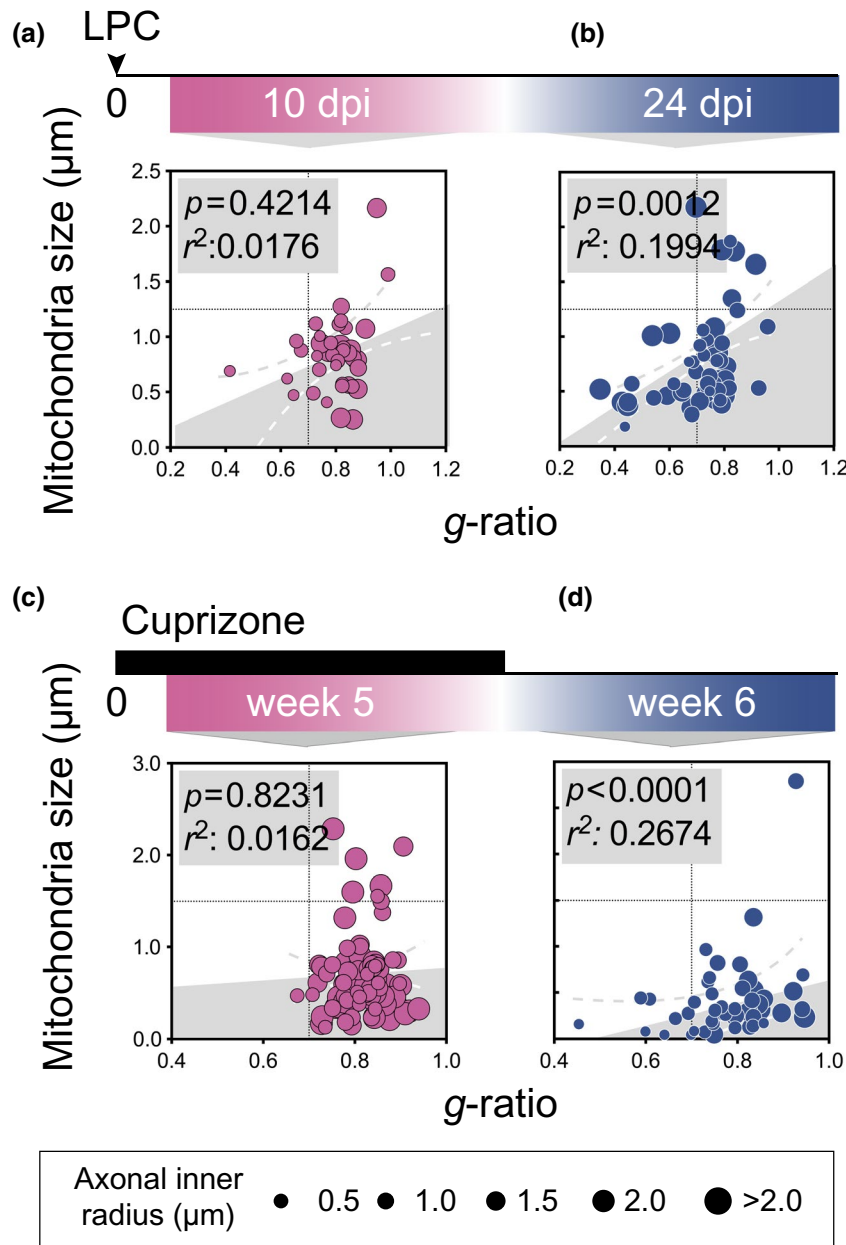 (a) LPC (b)
0 10 dpi 24 dpi
Mitochondria size (µm)
2.5
2.0
1.5
1.0
0.5
0.0
p=0.4214
r²:0.0176
p=0.0012
r²: 0.1994
0.2 0.4 0.6 0.8 1.0 1.2
0.2 0.4 0.6 0.8 1.0 1.2
g-ratio
(c) (d)
Cuprizone
0 week 5 week 6
Mitochondria size (µm)
3.0
2.0
1.0
0.0
p=0.8231
r²: 0.0162
p<0.0001
r²: 0.2674
0.4 0.6 0.8 1.0
0.4 0.6 0.8 1.0
g-ratio
Axonal inner
radius (µm)
0.5 1.0 1.5 2.0 >2.0